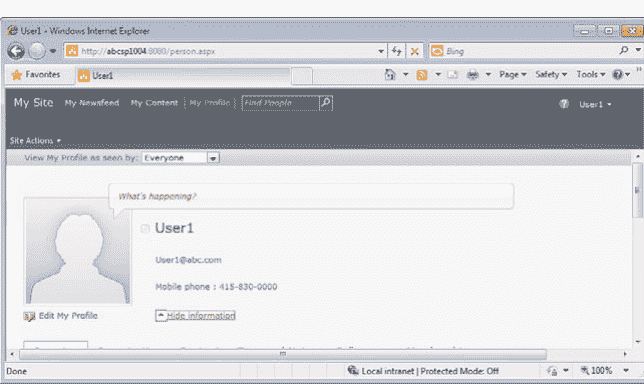 User1 - Windows Internet Explorer
http://abcsp1004:8080/person.aspx
Bing
Favorites
User1
Page
Safety
Tools
My Site
My Newsfeed
My Content
My Profile
Find People
User1
Site Actions
View My Profile as seen by:
Everyone
What's happening?
User1
User1@abc.com
Mobile phone : 415-830-0000
Edit My Profile
Hide information
Done
Local intranet | Protected Mode: Off
100%